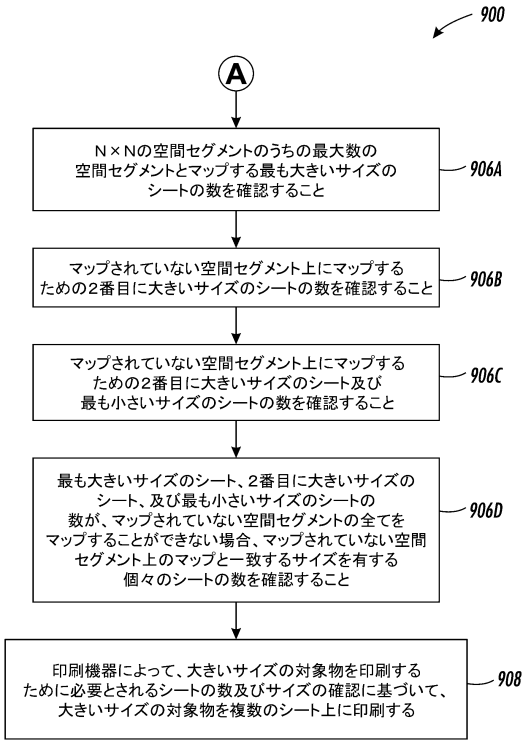 900
A
N×Nの空間セグメントのうちの最大数の
空間セグメントとマップする最も大きいサイズの
シートの数を確認すること
906A
マップされていない空間セグメント上にマップする
ための2番目に大きいサイズのシートの数を確認すること
906B
マップされていない空間セグメント上にマップする
ための2番目に大きいサイズのシート及び
最も小さいサイズのシートの数を確認すること
906C
最も大きいサイズのシート、2番目に大きいサイズの
シート、及び最も小さいサイズのシートの
数が、マップされていない空間セグメントの全てを
マップすることができない場合、マップされていない空間
セグメント上のマップと一致するサイズを有する
個々のシートの数を確認すること
906D
印刷機器によって、大きいサイズの対象物を印刷する
ために必要とされるシートの数及びサイズの確認に基づいて、
大きいサイズの対象物を複数のシート上に印刷する
908